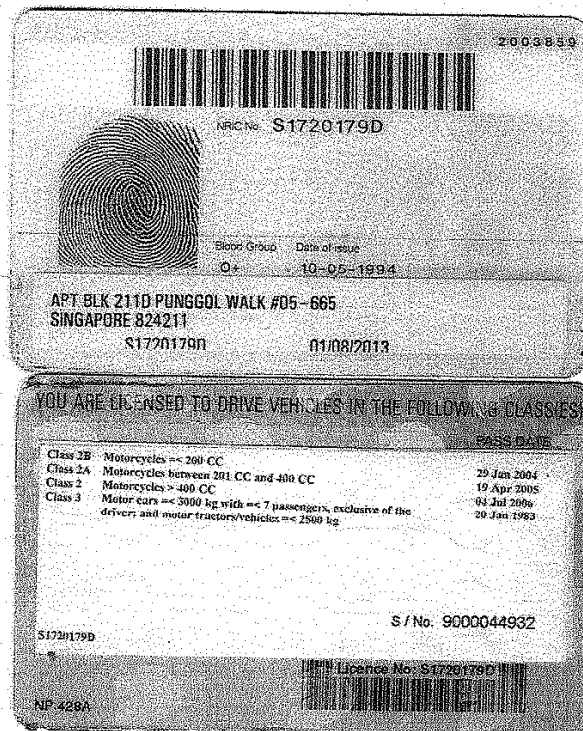 2003859
NRIC No. S1720179D
Blood Group Date of issue
O+ 10-05-1994
APT BLK 211D PUNGGOL WALK #05-665
SINGAPORE 824211
S1720179D 01/08/2013
YOU ARE LICENSED TO DRIVE VEHICLES IN THE FOLLOWING CLASS(ES)
PASS DATE
Class 2B Motorcycles =< 200 CC 29 Jan 2004
Class 2A Motorcycles between 201 CC and 400 CC 19 Apr 2005
Class 2 Motorcycles > 400 CC 04 Jul 2006
Class 3 Motor cars =< 3000 kg with =< 7 passengers, exclusive of the 20 Jan 1983
driver; and motor tractors/vehicles =< 2500 kg
S / No. 9000044932
S1720179D
Licence No: S1720179D
NP 428A